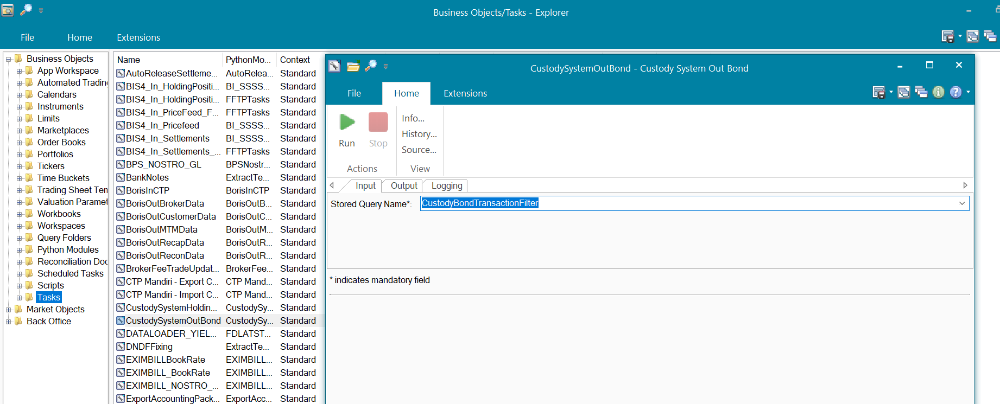 Business Objects/Tasks - Explorer
File Home Extensions
Business Objects
App Workspace
Automated Trading
Calendars
Instruments
Limits
Marketplaces
Order Books
Portfolios
Tickers
Time Buckets
Trading Sheet Tem
Valuation Paramet
Workbooks
Workspaces
Query Folders
Python Modules
Reconciliation Doc
Scheduled Tasks
Scripts
Tasks
Market Objects
Back Office
Name PythonMo... Context
AutoReleaseSettleme... AutoRelea... Standard
BIS4_In_HoldingPositi... BI_SSSS... Standard
BIS4_In_HoldingPositi... FFTPTasks Standard
BIS4_In_PriceFeed_F... FFTPTasks Standard
BIS4_In_Pricefeed BI_SSSS... Standard
BIS4_In_Settlements BI_SSSS... Standard
BIS4_In_Settlements_... FFTPTasks Standard
BPS_NOSTRO_GL BPSNostr... Standard
BankNotes ExtractTe... Standard
BorisInCTP BorisInCTP Standard
BorisOutBrokerData BorisOutB... Standard
BorisOutCustomerData BorisOutC... Standard
BorisOutMTMData BorisOutM... Standard
BorisOutRecapData BorisOutR... Standard
BorisOutReconData BorisOutR... Standard
BrokerFeeTradeUpdat... BrokerFee... Standard
CTP Mandiri - Export C... CTP Mand... Standard
CTP Mandiri - Import C... CTP Mand... Standard
CustodySystemHoldin... CustodySy... Standard
CustodySystemOutBond CustodySy... Standard
DATALOADER_YIEL... FDLATST... Standard
DNDFFixing ExtractTe... Standard
EXIMBILLBookRate EXIMBILL... Standard
EXIMBILL_BookRate EXIMBILL... Standard
EXIMBILL_NOSTRO_... EXIMBILL... Standard
ExportAccountingPack... ExportAcc... Standard
CustodySystemOutBond - Custody System Out Bond
File Home Extensions
Run Stop
Actions
Info...
History...
Source...
View
Input Output Logging
Stored Query Name*: CustodyBondTransactionFilter
* indicates mandatory field